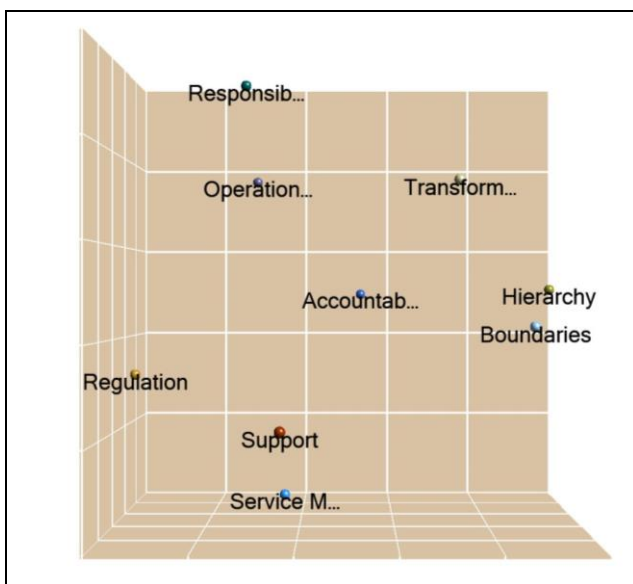 Responsib...
Operation...
Transform...
Accountab...
Hierarchy
Boundaries
Regulation
Support
Service M...